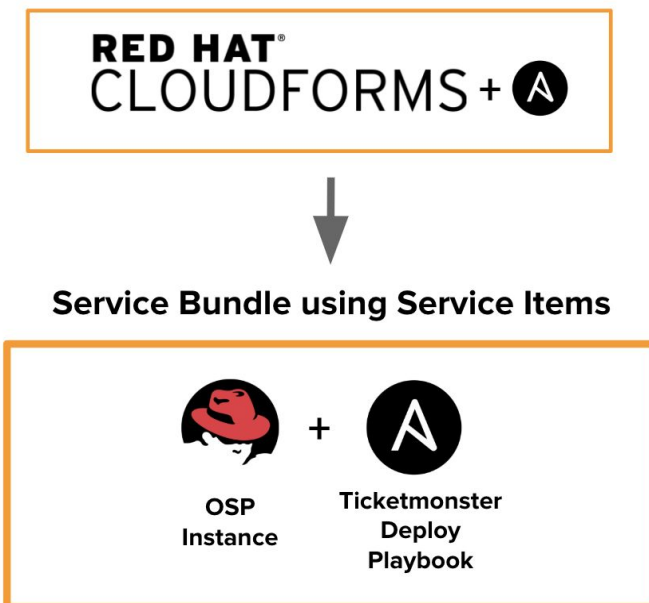 RED HAT®
CLOUDFORMS +
Service Bundle using Service Items
+
OSP
Instance
Ticketmonster
Deploy
Playbook